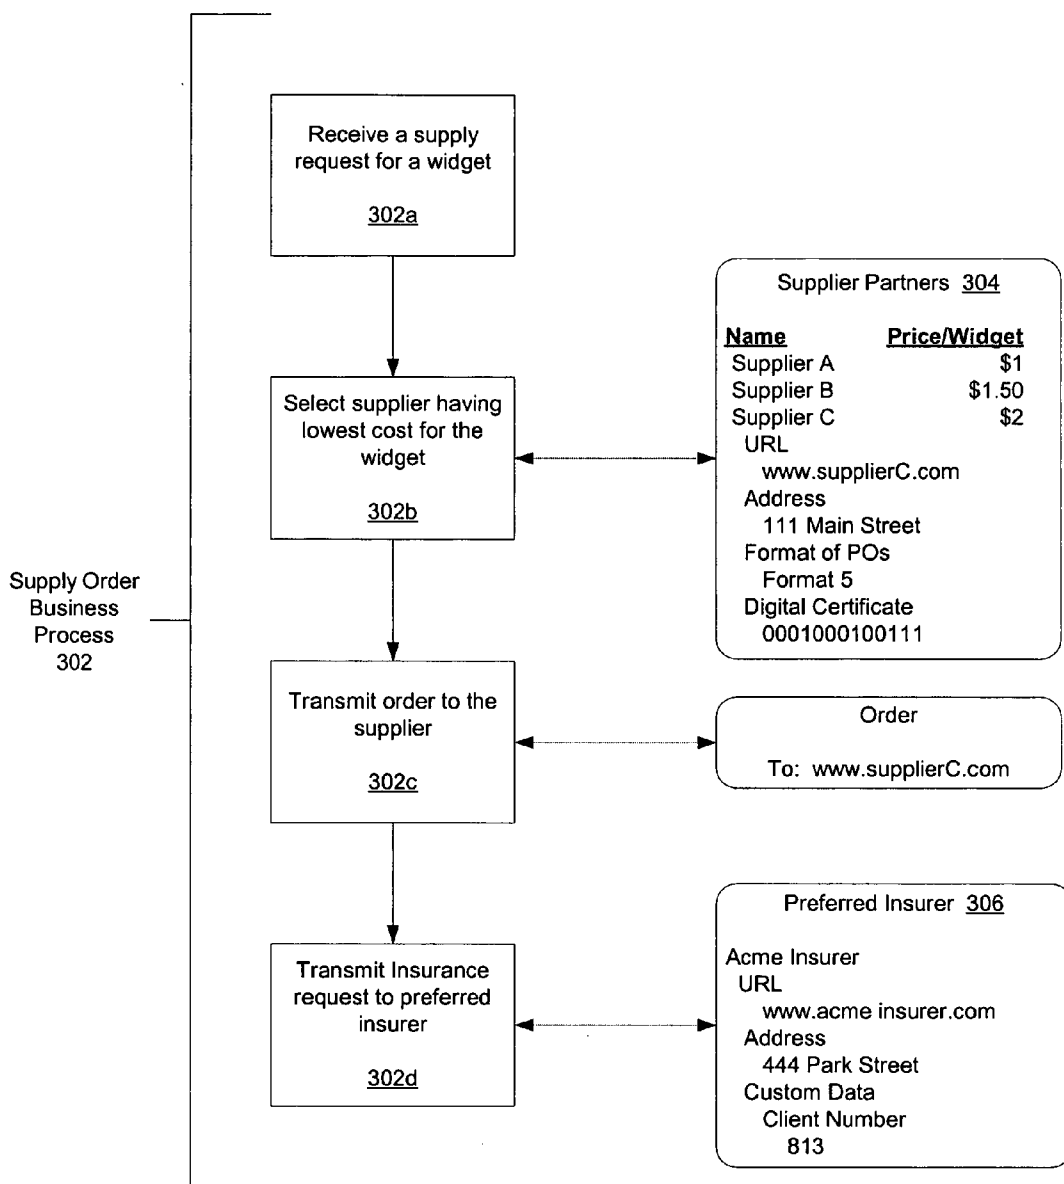 Supply Order
Business
Process
302
Receive a supply
request for a widget
302a
Select supplier having
lowest cost for the
widget
302b
Transmit order to the
supplier
302c
Transmit Insurance
request to preferred
insurer
302d
Supplier Partners 304
Name Price/Widget
Supplier A $1
Supplier B $1.50
Supplier C $2
URL
www.supplierC.com
Address
111 Main Street
Format of POs
Format 5
Digital Certificate
0001000100111
Order
To: www.supplierC.com
Preferred Insurer 306
Acme Insurer
URL
www.acme insurer.com
Address
444 Park Street
Custom Data
Client Number
813